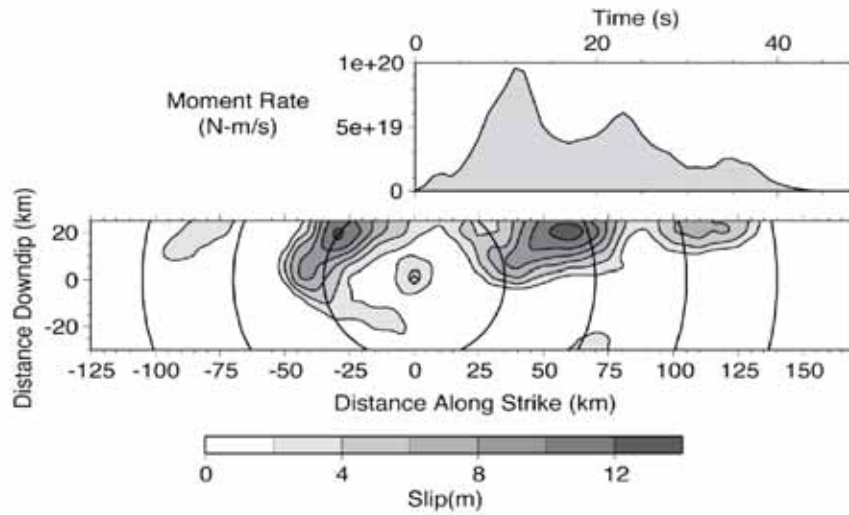 Time (s)
0 20 40
1e+20
Moment Rate
(N-m/s)
5e+19
0
Distance Downdip (km)
20
0
-20
-125 -100 -75 -50 -25 0 25 50 75 100 125 150
Distance Along Strike (km)
0 4 8 12
Slip(m)